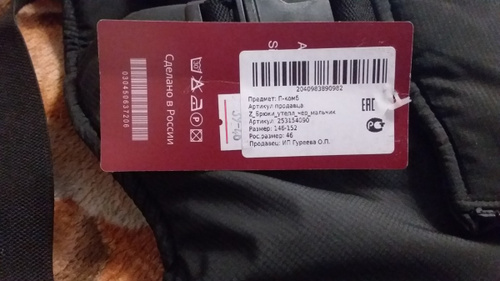 2040983890982
Предмет: П-комб
Артикул продавца:
Z_Брюки_утепл_чер_мальчик
Артикул: 253154090
Размер: 146-152
Рос.размер: 46
Продавец: ИП Гуреева О.П.
EAC
Сделано в России